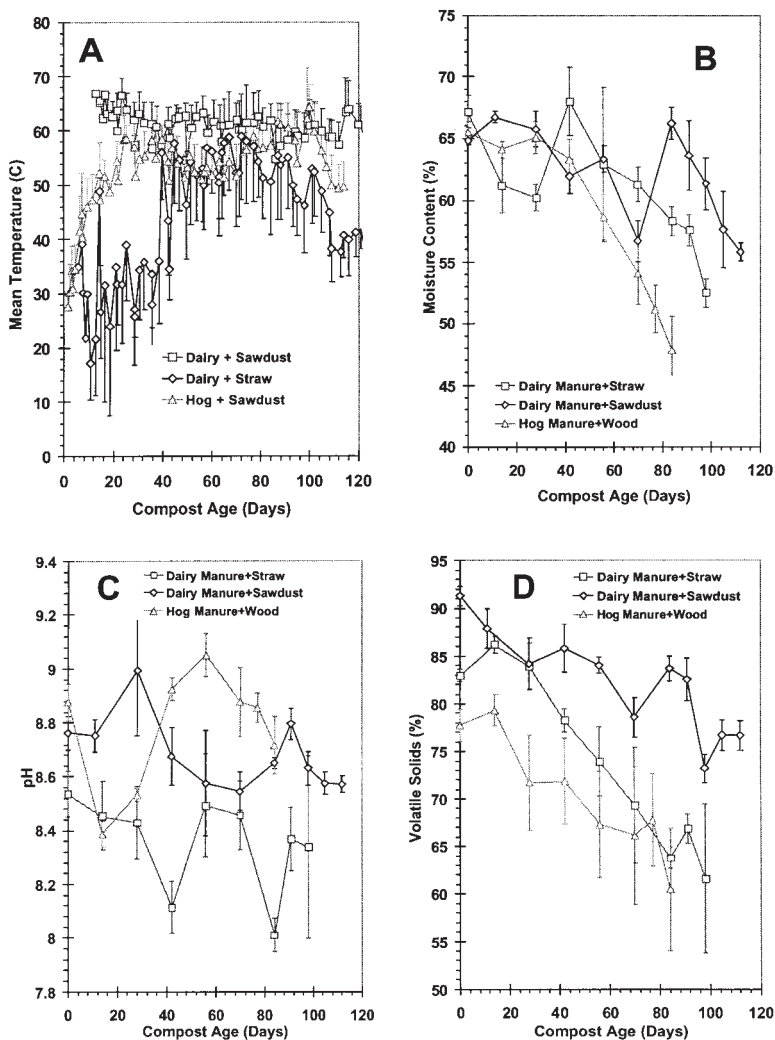 A
80
70
60
50
40
30
20
10
0
Mean Temperature (C)
Dairy + Sawdust
Dairy + Straw
Hog + Sawdust
0 20 40 60 80 100 120
Compost Age (Days)
B
75
70
65
60
55
50
45
40
Moisture Content (%)
Dairy Manure+Straw
Dairy Manure+Sawdust
Hog Manure+Wood
0 20 40 60 80 100 120
Compost Age (Days)
C
9.4
9.2
9
8.8
8.6
8.4
8.2
8
7.8
pH
Dairy Manure+Straw
Dairy Manure+Sawdust
Hog Manure+Wood
0 20 40 60 80 100 120
Compost Age (Days)
D
95
90
85
80
75
70
65
60
55
50
Volatile Solids (%)
Dairy Manure+Straw
Dairy Manure+Sawdust
Hog Manure+Wood
0 20 40 60 80 100 120
Compost Age (Days)